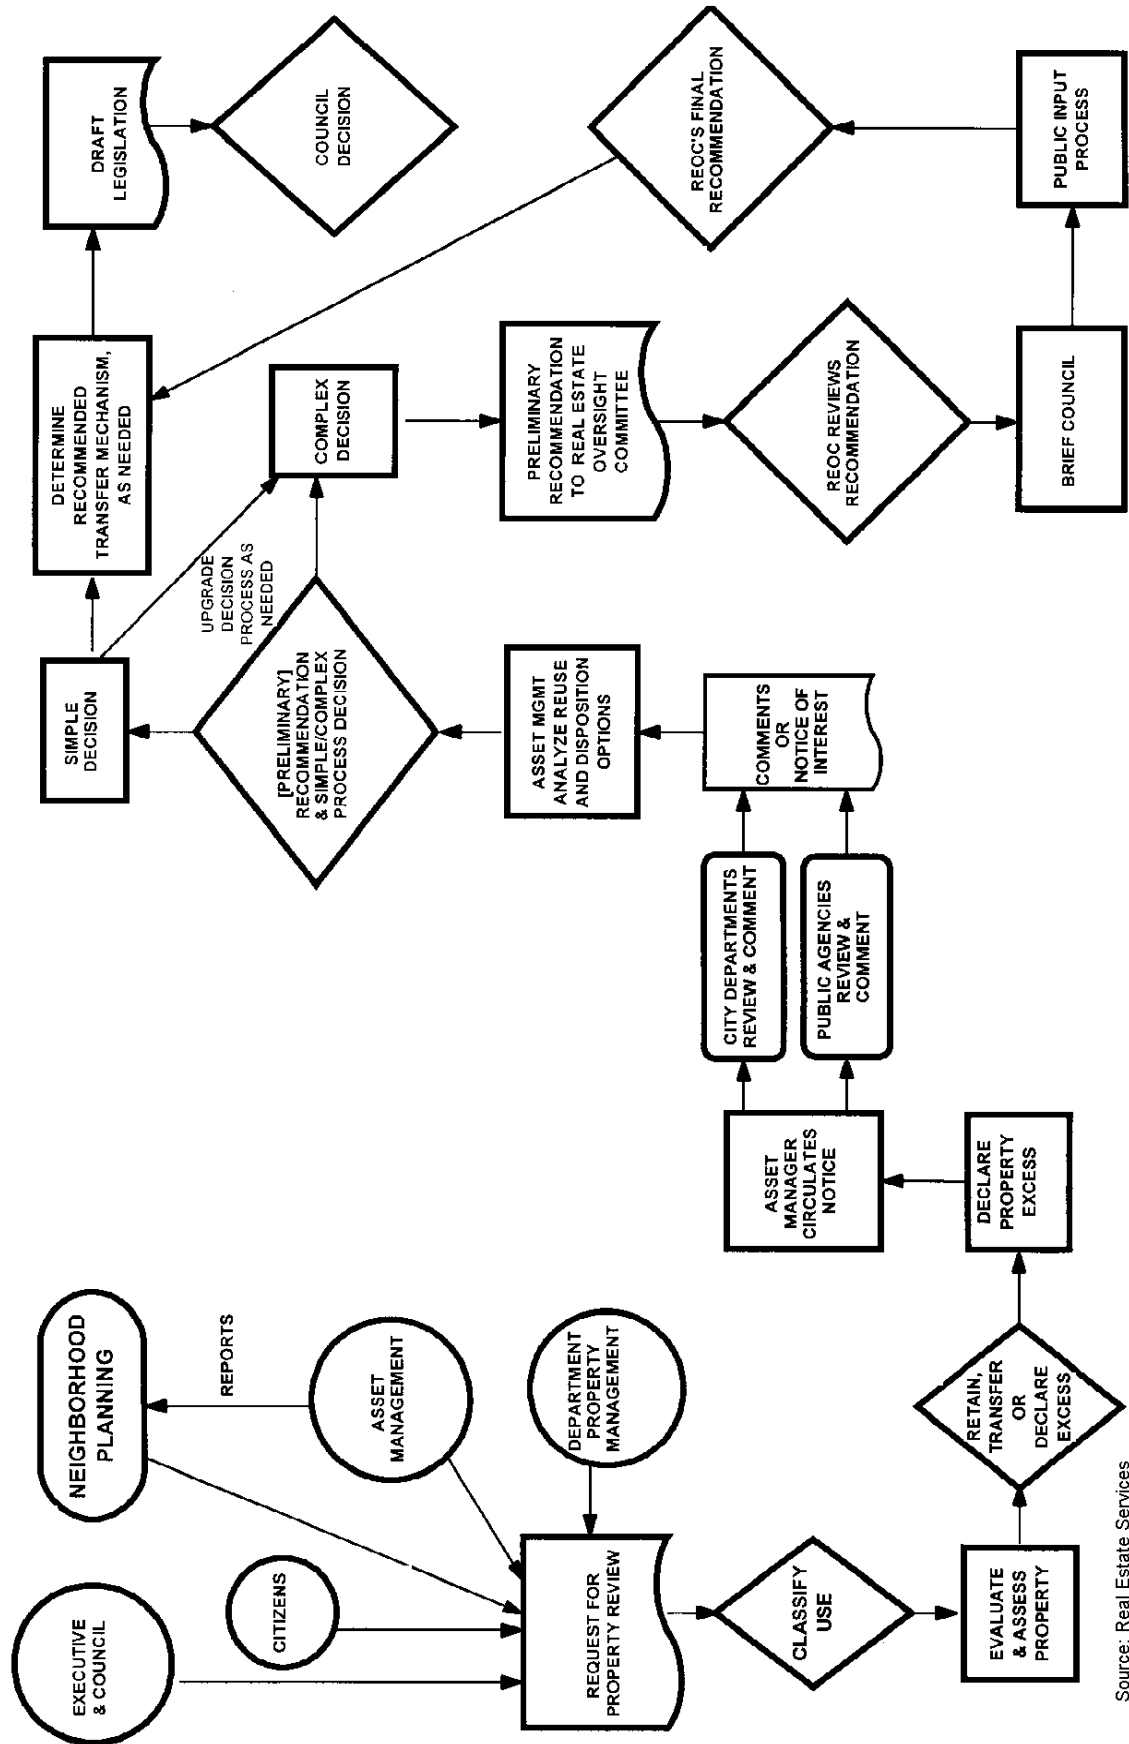 EXECUTIVE
& COUNCIL
CITIZENS
NEIGHBORHOOD
PLANNING
REPORTS
ASSET
MANAGEMENT
DEPARTMENT
PROPERTY
MANAGEMENT
REQUEST FOR
PROPERTY REVIEW
CLASSIFY
USE
EVALUATE
& ASSESS
PROPERTY
RETAIN,
TRANSFER
OR
DECLARE
EXCESS
DECLARE
PROPERTY
EXCESS
ASSET
MANAGER
CIRCULATES
NOTICE
CITY DEPARTMENTS
REVIEW & COMMENT
PUBLIC AGENCIES
REVIEW &
COMMENT
COMMENTS
OR
NOTICE OF
INTEREST
ASSET MGMT
ANALYZE REUSE
AND DISPOSITION
OPTIONS
[PRELIMINARY]
RECOMMENDATION
& SIMPLE/COMPLEX
PROCESS DECISION
SIMPLE
DECISION
UPGRADE
DECISION
PROCESS AS
NEEDED
COMPLEX
DECISION
DETERMINE
RECOMMENDED
TRANSFER MECHANISM,
AS NEEDED
DRAFT
LEGISLATION
COUNCIL
DECISION
PRELIMINARY
RECOMMENDATION
TO REAL ESTATE
OVERSIGHT
COMMITTEE
REOC REVIEWS
RECOMMENDATION
BRIEF COUNCIL
PUBLIC INPUT
PROCESS
REOC'S FINAL
RECOMMENDATION
Source: Real Estate Services